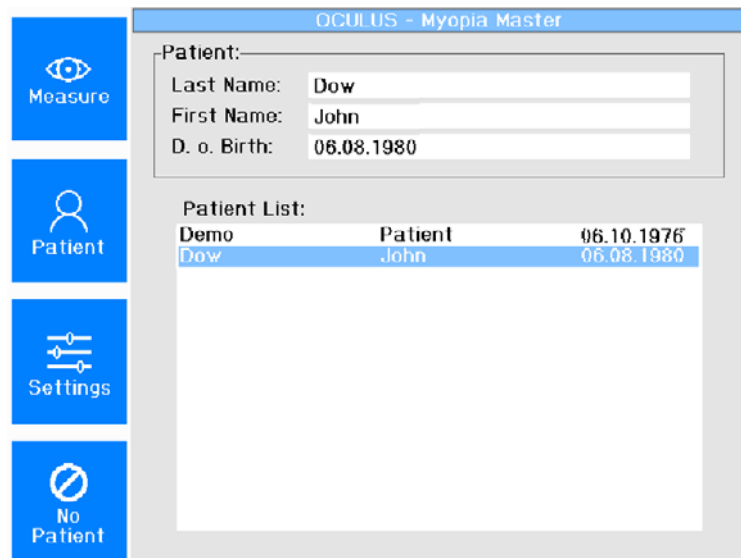 OCULUS - Myopia Master
Measure
Patient
Settings
No
Patient
Patient:
Last Name: Dow
First Name: John
D. o. Birth: 06.08.1980
Patient List:
Demo Patient 06.10.1976
Dow John 06.08.1980